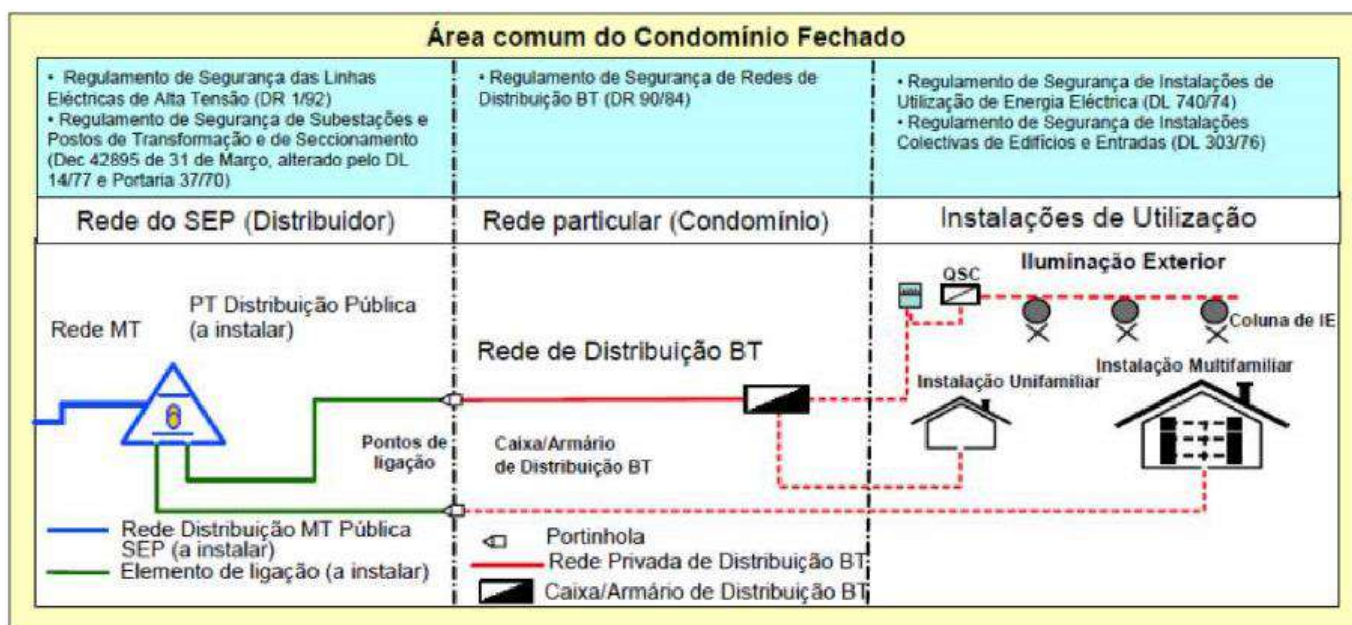 Área comum do Condomínio Fechado
• Regulamento de Segurança das Linhas
Eléctricas de Alta Tensão (DR 1/92)
• Regulamento de Segurança de Subestações e
Postos de Transformação e de Seccionamento
(Dec 42895 de 31 de Março, alterado pelo DL
14/77 e Portaria 37/70)
• Regulamento de Segurança de Redes de
Distribuição BT (DR 90/84)
• Regulamento de Segurança de Instalações de
Utilização de Energia Eléctrica (DL 740/74)
• Regulamento de Segurança de Instalações
Colectivas de Edifícios e Entradas (DL 303/76)
Rede do SEP (Distribuidor)
Rede particular (Condomínio)
Instalações de Utilização
Rede MT
PT Distribuição Pública
(a instalar)
Pontos de
ligação
Rede Distribuição MT Pública
SEP (a instalar)
Elemento de ligação (a instalar)
Rede de Distribuição BT
Caixa/Armário
de Distribuição BT
Portinhola
Rede Privada de Distribuição BT
Caixa/Armário de Distribuição BT
Iluminação Exterior
QSC
Coluna de IE
Instalação Unifamiliar
Instalação Multifamiliar